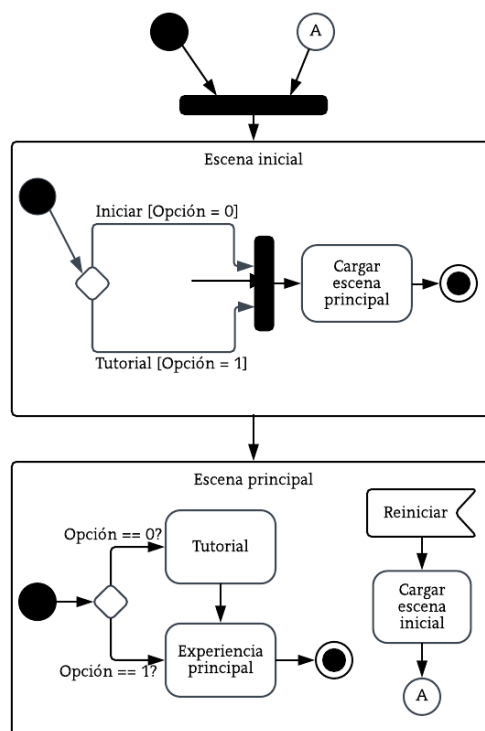 A
Escena inicial
Iniciar [Opción = 0]
Cargar
escena
principal
Tutorial [Opción = 1]
Escena principal
Opción == 0?
Tutorial
Reiniciar
Cargar
escena
inicial
Opción == 1?
Experiencia
principal
A